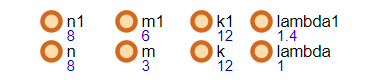 n1 m1 k1 lambda1
8 6 12 1.4
n m k lambda
8 3 12 1